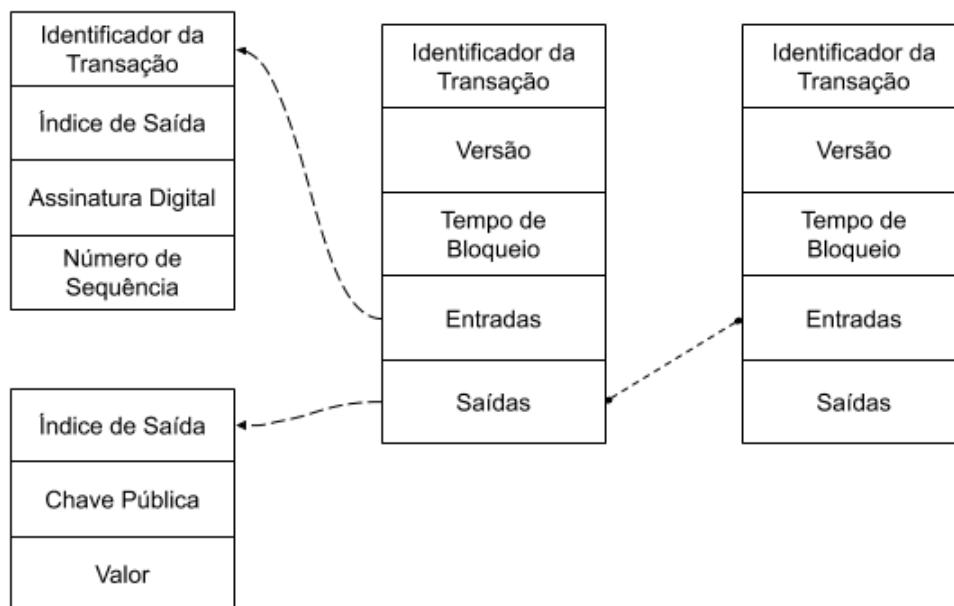 Identificador da
Transação
Índice de Saída
Assinatura Digital
Número de
Sequência
Índice de Saída
Chave Pública
Valor
Identificador da
Transação
Versão
Tempo de
Bloqueio
Entradas
Saídas
Identificador da
Transação
Versão
Tempo de
Bloqueio
Entradas
Saídas